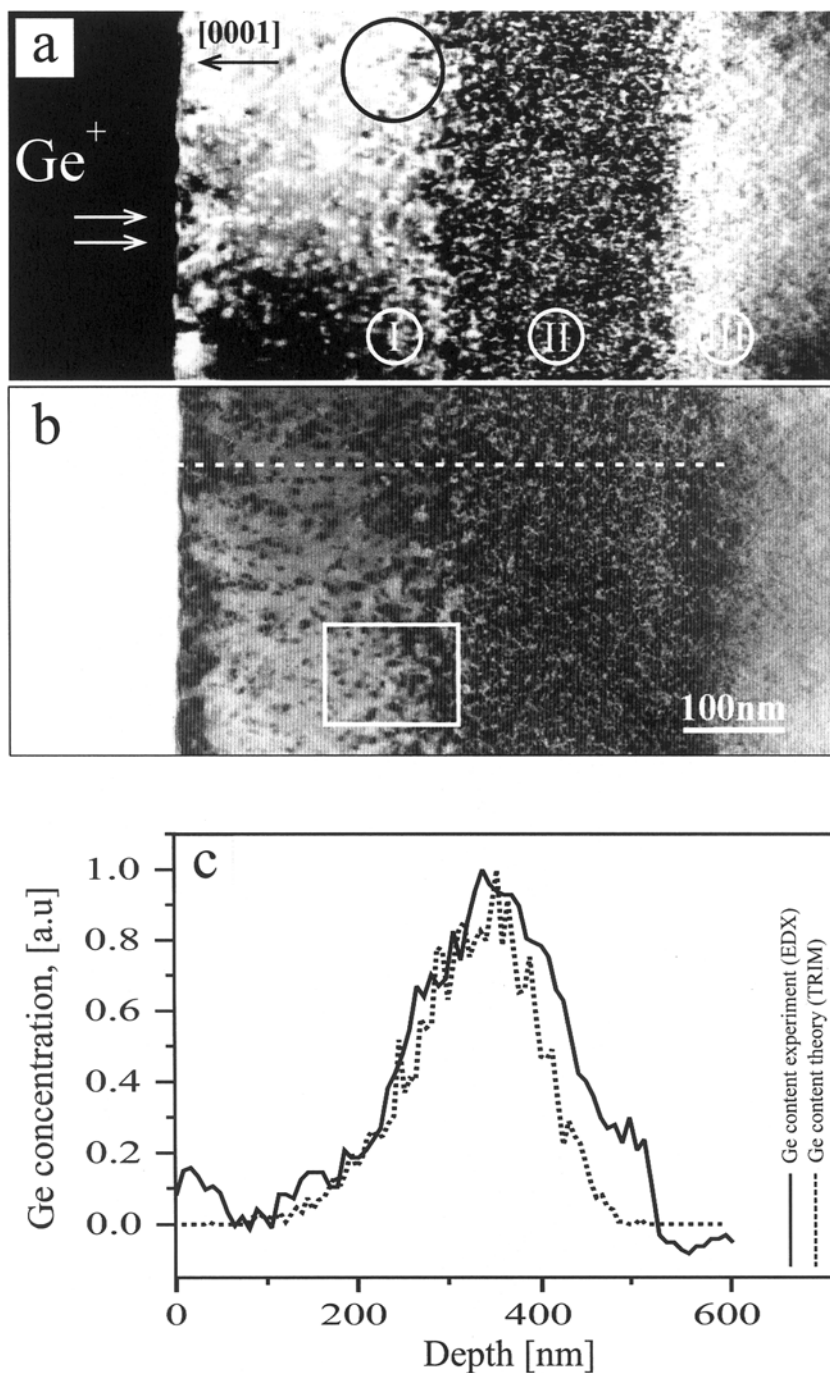 a
[0001]
Ge+
I
II
III
b
100nm
c
Ge concentration, [a.u]
1.0
0.8
0.6
0.4
0.2
0.0
0
200
400
600
Depth [nm]
Ge content experiment (EDX)
Ge content theory (TRIM)